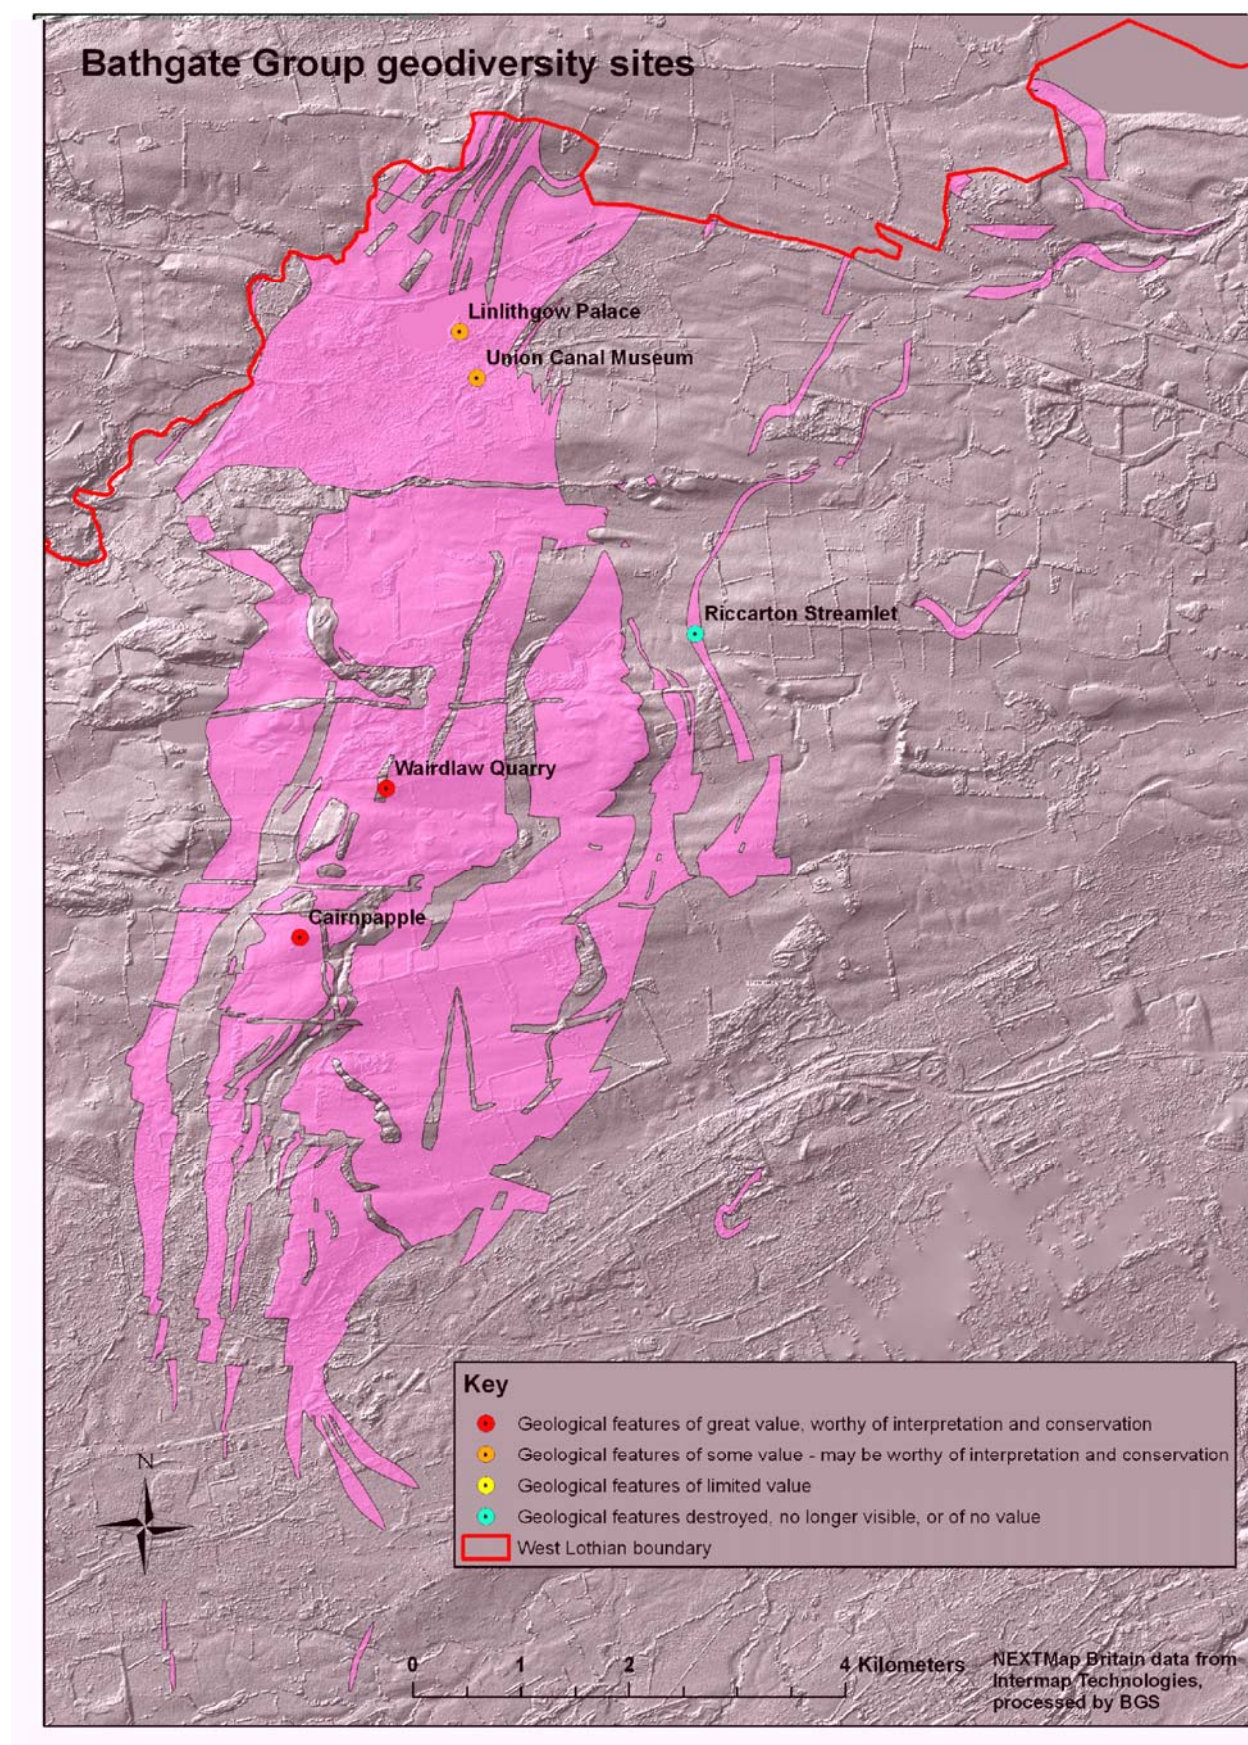 Bathgate Group geodiversity sites
Linlithgow Palace
Union Canal Museum
Riccarton Streamlet
Wairdlaw Quarry
Cairnpapple
Key
Geological features of great value, worthy of interpretation and conservation
Geological features of some value - may be worthy of interpretation and conservation
Geological features of limited value
Geological features destroyed, no longer visible, or of no value
West Lothian boundary
N
0 1 2 4 Kilometers
NEXTMap Britain data from
Intermap Technologies,
processed by BGS